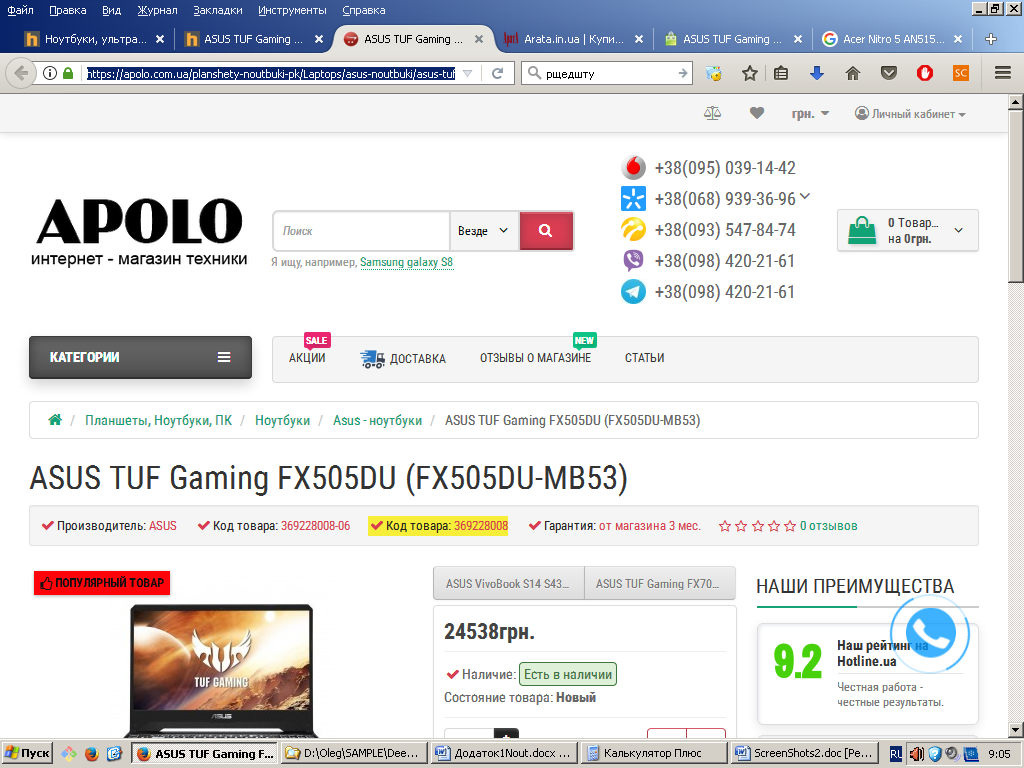 Файл Правка Вид Журнал Закладки Инструменты Справка
Ноутбуки, ультра... ASUS TUF Gaming ... ASUS TUF Gaming ... Arata.in.ua | Купи... ASUS TUF Gaming ... Acer Nitro 5 AN515...
https://apolo.com.ua/planshety-noutbuki-pk/Laptops/asus-noutbuki/asus-tuf
рщедшту
SC
грн. Личный кабинет
APOLO
интернет - магазин техники
Поиск Везде
Я ищу, например, Samsung galaxy S8
+38(095) 039-14-42
+38(068) 939-36-96
+38(093) 547-84-74
+38(098) 420-21-61
+38(098) 420-21-61
0 Товар...
на 0грн.
КАТЕГОРИИ
SALE
NEW
АКЦИИ ДОСТАВКА ОТЗЫВЫ О МАГАЗИНЕ СТАТЬИ
/ Планшеты, Ноутбуки, ПК / Ноутбуки / Asus - ноутбуки / ASUS TUF Gaming FX505DU (FX505DU-MB53)
ASUS TUF Gaming FX505DU (FX505DU-MB53)
Производитель: ASUS Код товара: 369228008-06 Код товара: 369228008 Гарантия: от магазина 3 мес. 0 отзывов
ПОПУЛЯРНЫЙ ТОВАР
TUF GAMING
ASUS
ASUS VivoBook S14 S43... ASUS TUF Gaming FX70...
24538грн.
Наличие: Есть в наличии
Состояние товара: Новый
НАШИ ПРЕИМУЩЕСТВА
9.2
Наш рейтинг на
Hotline.ua
Честная работа -
честные результаты.
Пуск ASUS TUF Gaming F... D:\Oleg\SAMPLE\Dee... Додаток1Nout.docx ... Калькулятор Плюс ScreenShots2.doc [Ре... RU 9:05